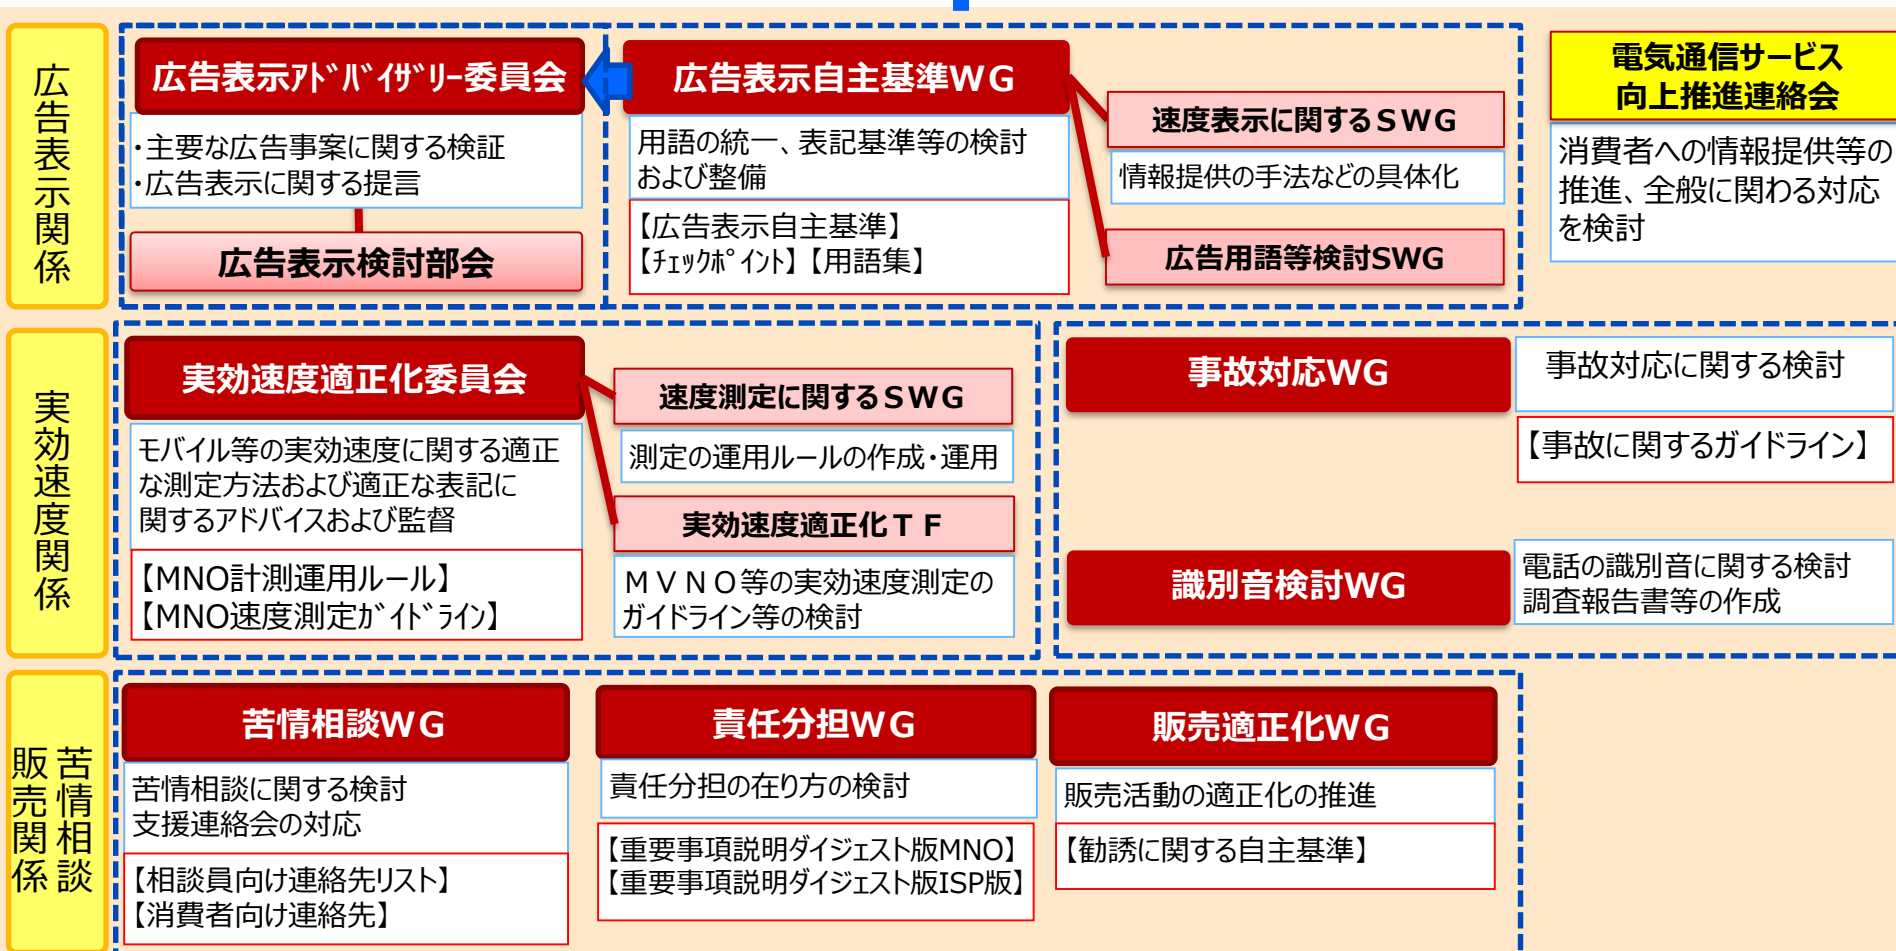 広告表示関係
広告表示ｱﾄﾞﾊﾞｲｻﾞﾘｰ委員会
・主要な広告事案に関する検証
・広告表示に関する提言
広告表示検討部会
広告表示自主基準WG
用語の統一、表記基準等の検討
および整備
【広告表示自主基準】
【ﾁｪｯｸﾎﾟｲﾝﾄ】【用語集】
速度表示に関するＳＷＧ
情報提供の手法などの具体化
広告用語等検討SWG
電気通信サービス
向上推進連絡会
消費者への情報提供等の
推進、全般に関わる対応
を検討
実効速度関係
実効速度適正化委員会
モバイル等の実効速度に関する適正
な測定方法および適正な表記に
関するアドバイスおよび監督
【MNO計測運用ルール】
【MNO速度測定ｶﾞｲﾄﾞﾗｲﾝ】
速度測定に関するＳＷＧ
測定の運用ルールの作成・運用
実効速度適正化ＴＦ
ＭＶＮＯ等の実効速度測定の
ガイドライン等の検討
事故対応WG
事故対応に関する検討
【事故に関するガイドライン】
識別音検討WG
電話の識別音に関する検討
調査報告書等の作成
苦情相談
販売関係
苦情相談WG
苦情相談に関する検討
支援連絡会の対応
【相談員向け連絡先リスト】
【消費者向け連絡先】
責任分担WG
責任分担の在り方の検討
【重要事項説明ダイジェスト版MNO】
【重要事項説明ダイジェスト版ISP版】
販売適正化WG
販売活動の適正化の推進
【勧誘に関する自主基準】